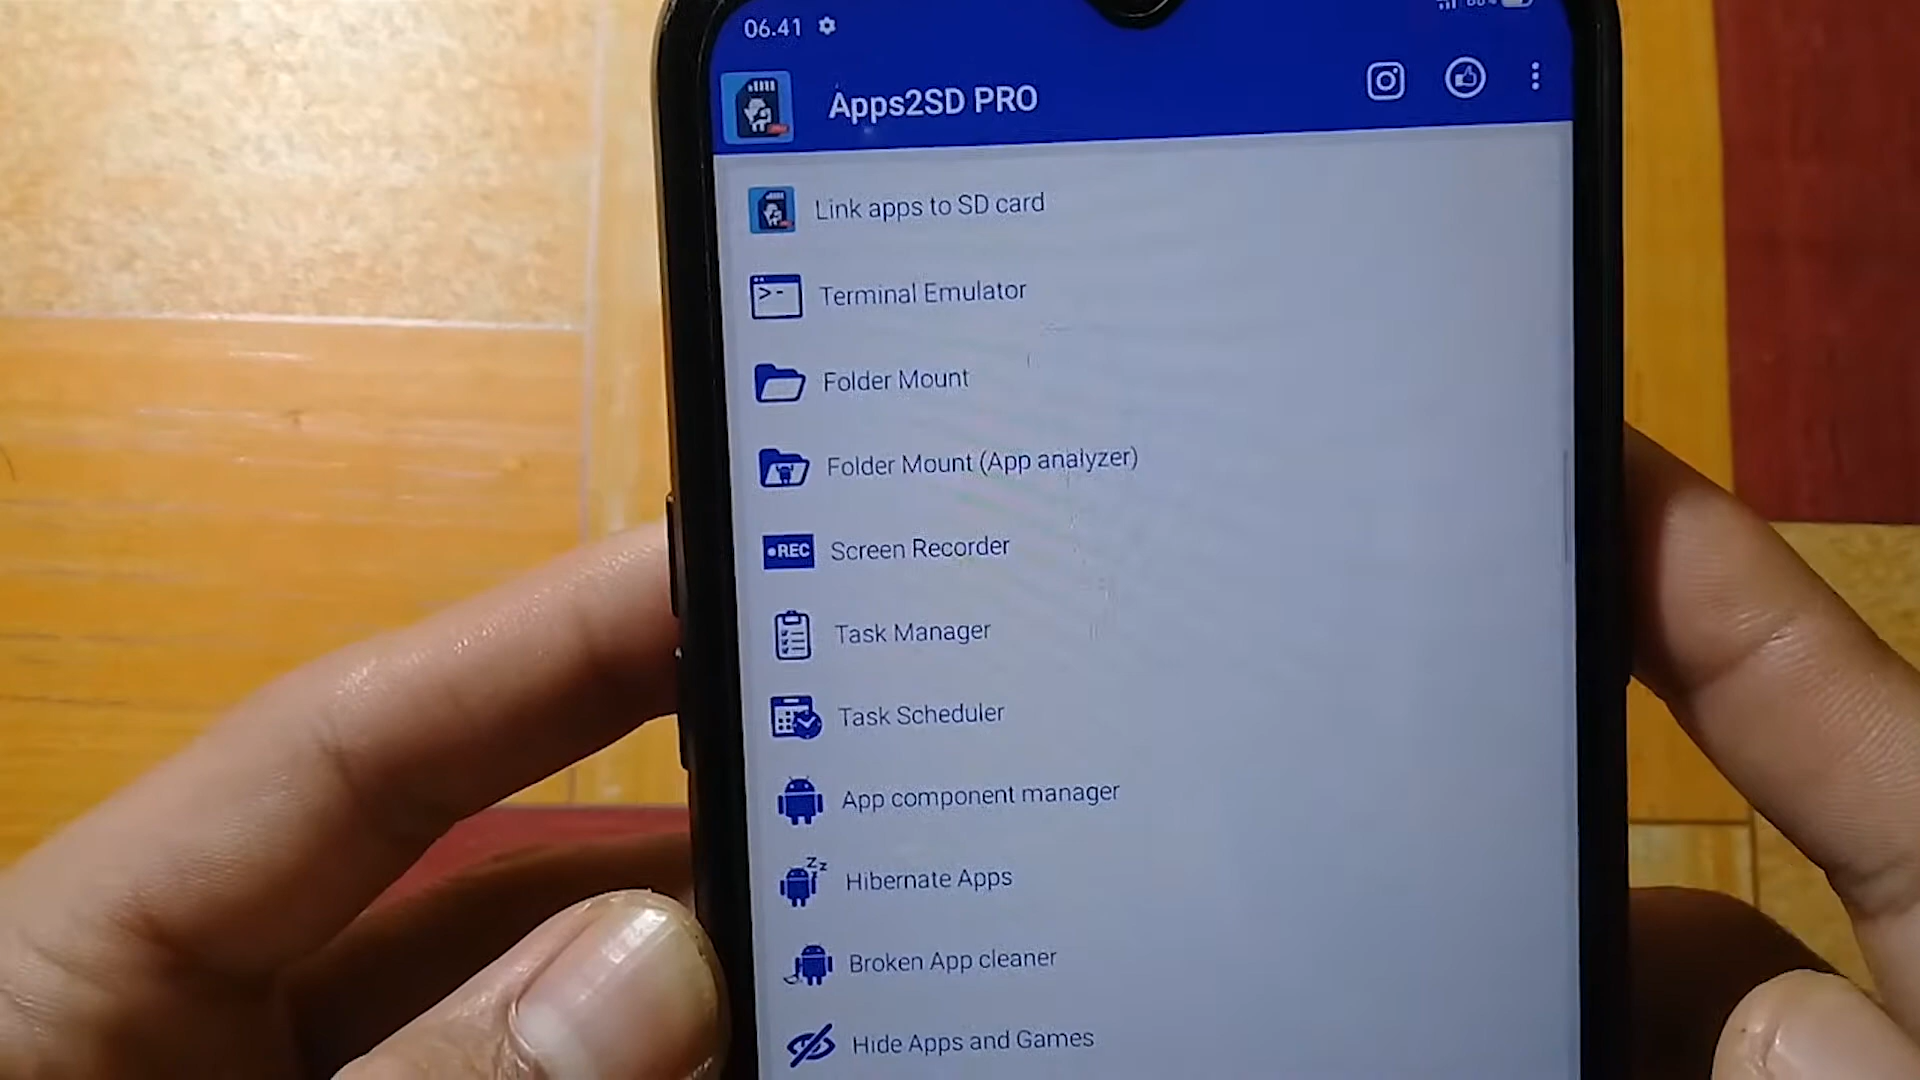 06.41
Apps2SD PRO
Link apps to SD card
Terminal Emulator
Folder Mount
Folder Mount (App analyzer)
REC Screen Recorder
Task Manager
Task Scheduler
App component manager
Hibernate Apps
Broken App cleaner
Hide Apps and Games